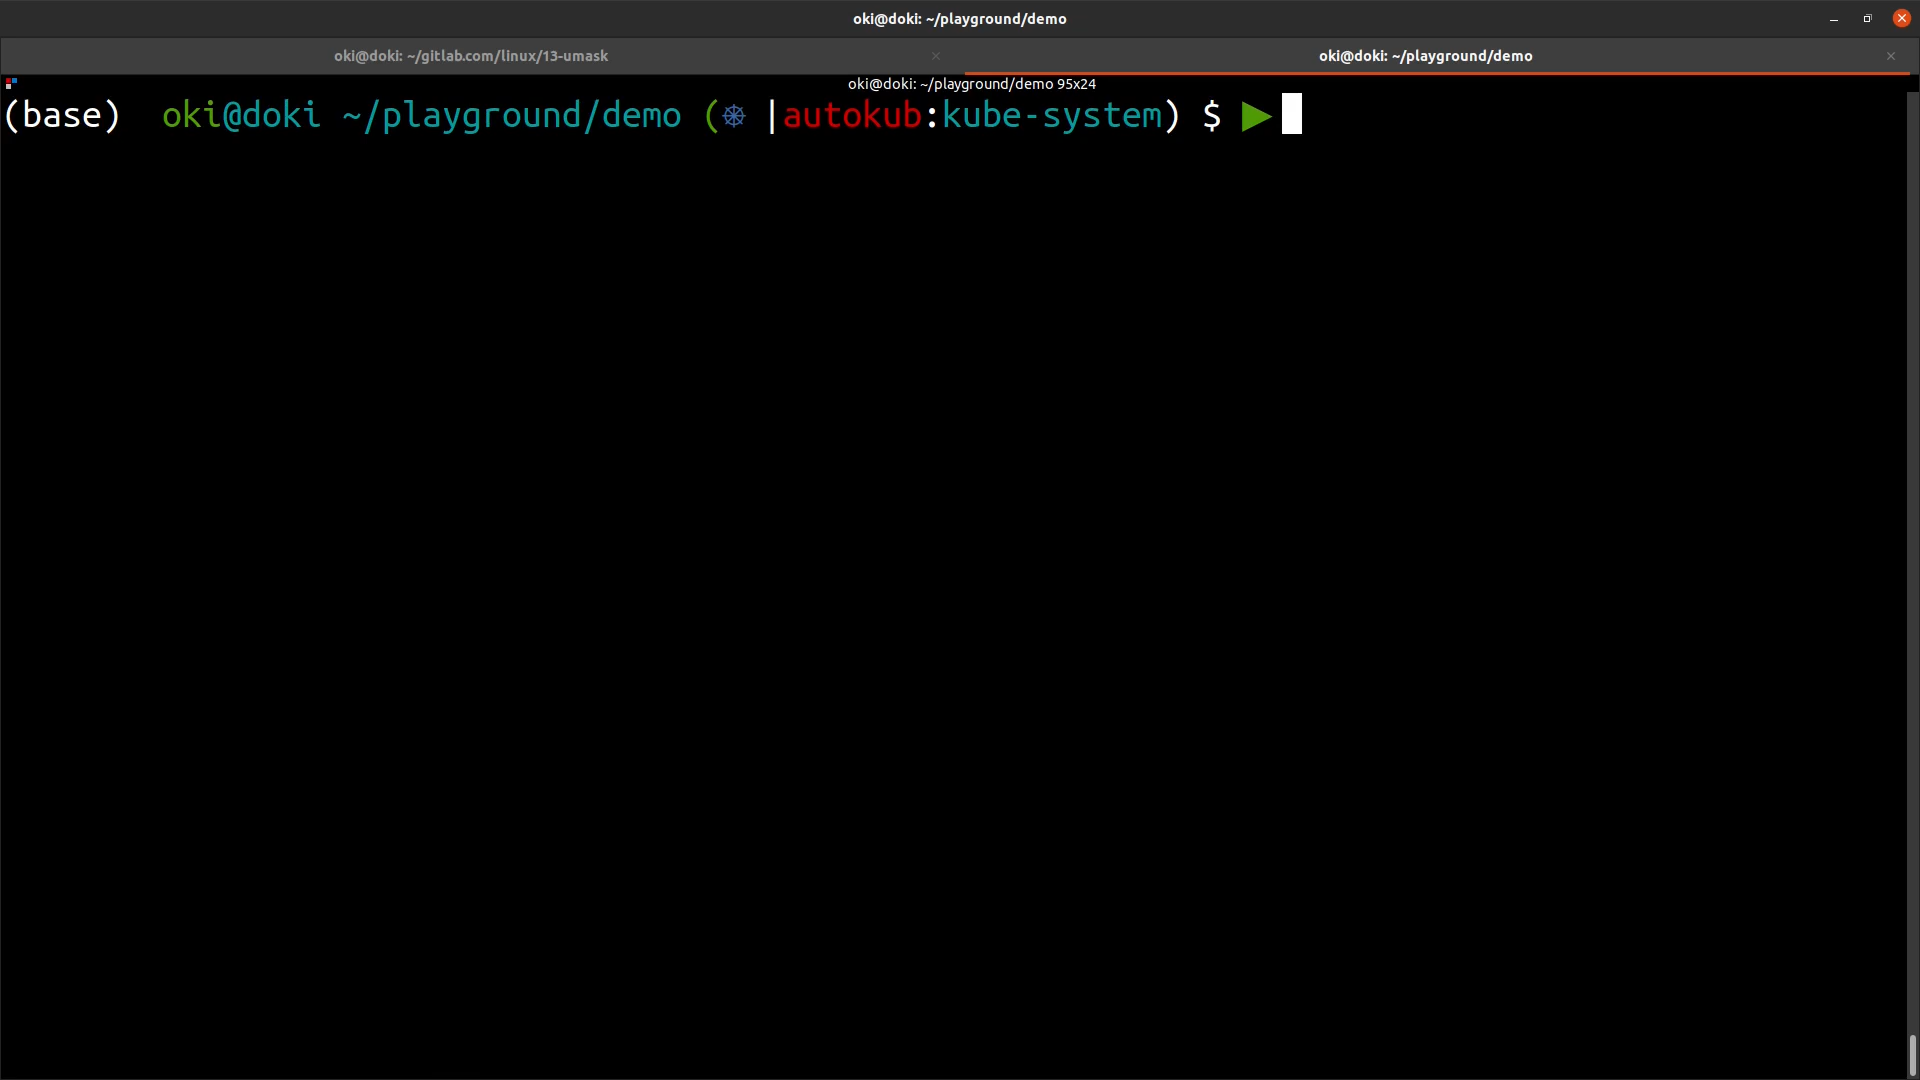 oki@doki: ~/playground/demo
oki@doki: ~/gitlab.com/linux/13-umask
oki@doki: ~/playground/demo
oki@doki: ~/playground/demo 95x24
(base)  oki@doki ~/playground/demo (⎈ |autokub:kube-system) $ ▶